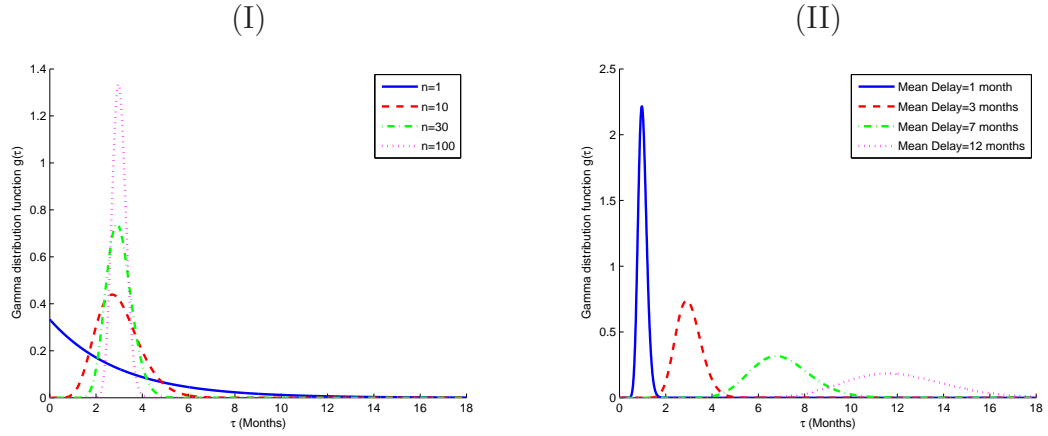 (I)
1.4
1.2
1
0.8
0.6
0.4
0.2
0
0 2 4 6 8 10 12 14 16 18
Gamma distribution function g(τ)
τ (Months)
n=1
n=10
n=30
n=100
(II)
2.5
2
1.5
1
0.5
0
0 2 4 6 8 10 12 14 16 18
Gamma distribution function g(τ)
τ (Months)
Mean Delay=1 month
Mean Delay=3 months
Mean Delay=7 months
Mean Delay=12 months